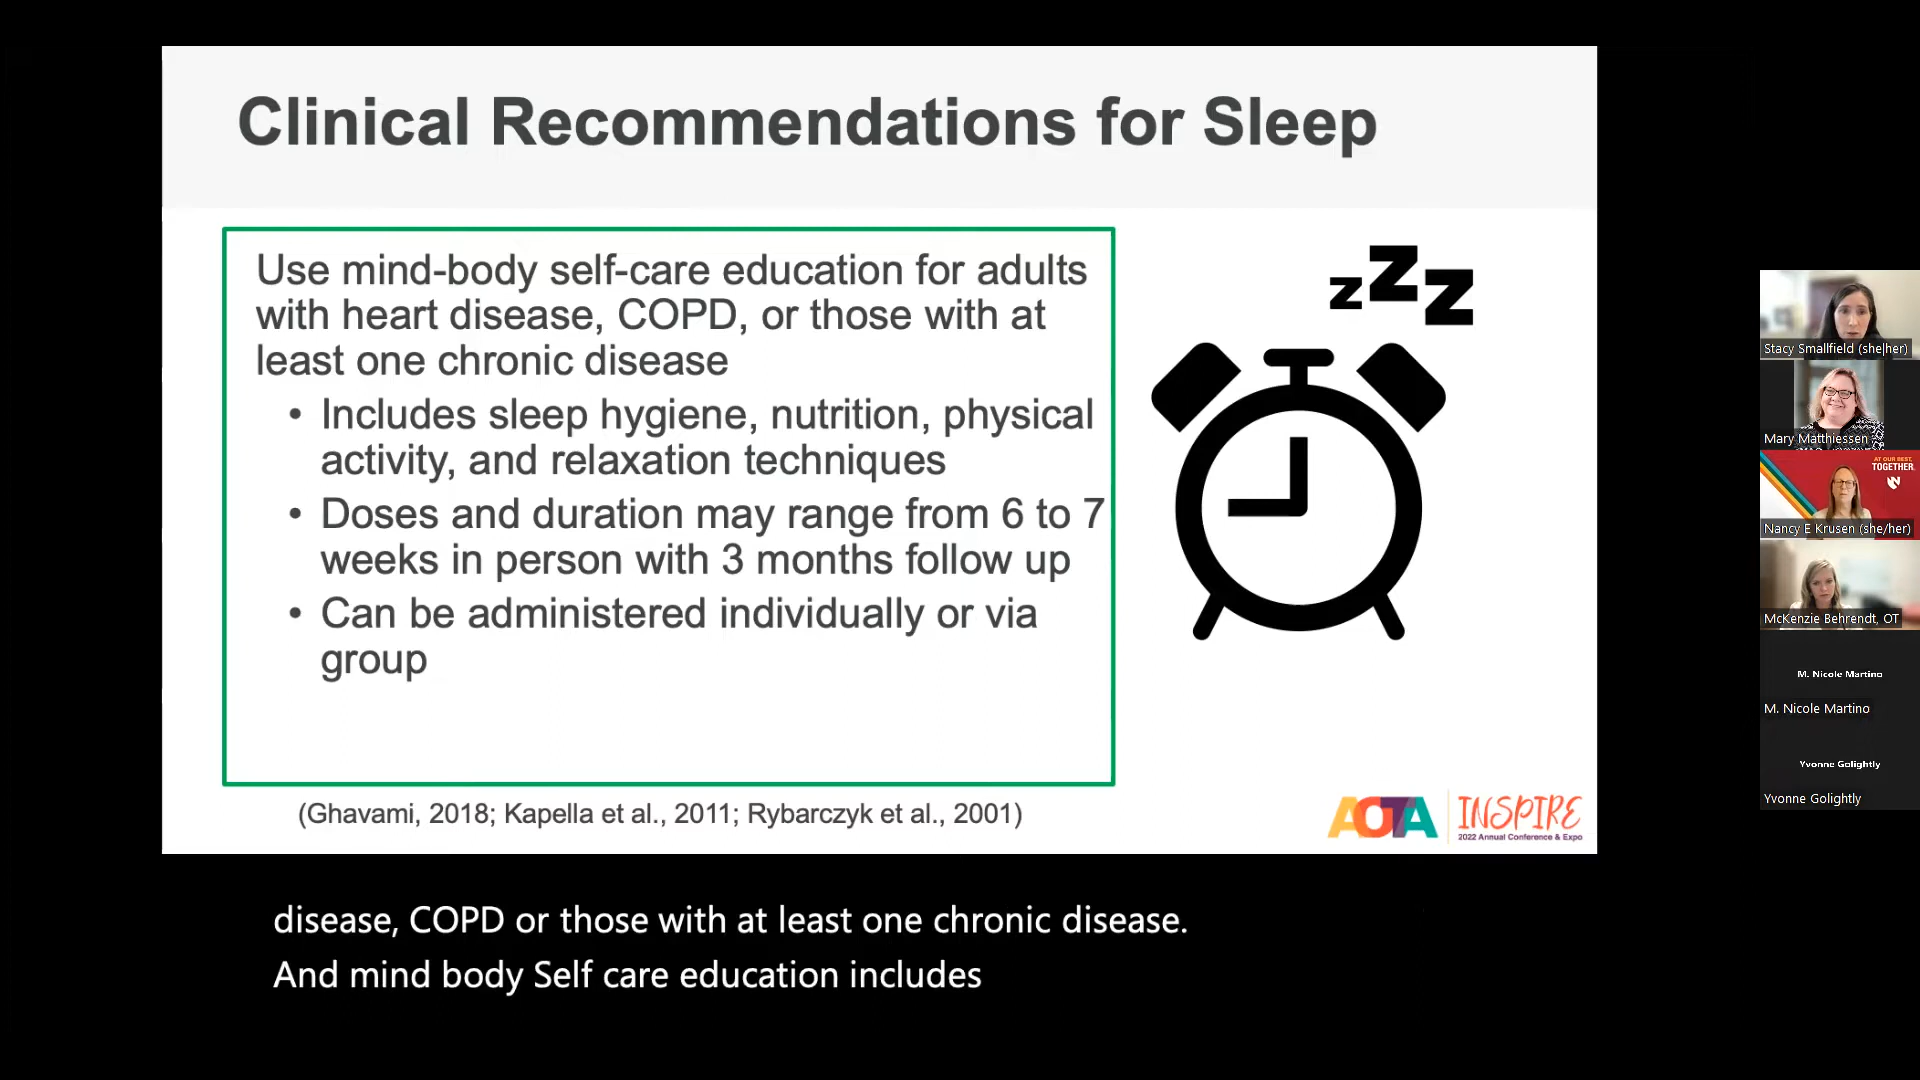 Clinical Recommendations for Sleep
Use mind-body self-care education for adults
with heart disease, COPD, or those with at
least one chronic disease
• Includes sleep hygiene, nutrition, physical
activity, and relaxation techniques
• Doses and duration may range from 6 to 7
weeks in person with 3 months follow up
• Can be administered individually or via
group
(Ghavami, 2018; Kapella et al., 2011; Rybarczyk et al., 2001)
z z z
AOTA INSPIRE
2022 Annual Conference & Expo
disease, COPD or those with at least one chronic disease.
And mind body Self care education includes
Stacy Smallfield (she|her)
Mary Matthiessen
AT OUR BEST,
TOGETHER.
N
Nancy E Krusen (she/her)
McKenzie Behrendt, OT
M. Nicole Martino
M. Nicole Martino
Yvonne Golightly
Yvonne Golightly